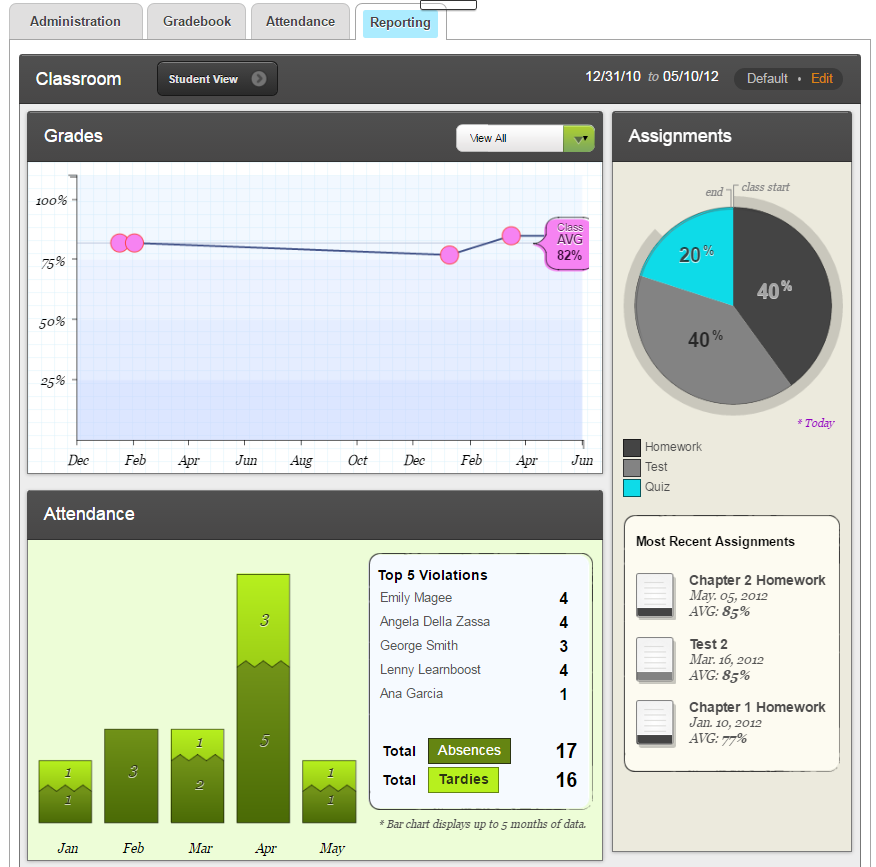 Administration
Gradebook
Attendance
Reporting
Classroom
Student View
12/31/10 to 05/10/12
Default • Edit
Grades
View All
100%
75%
50%
25%
Class
AVG
82%
Dec Feb Apr Jun Aug Oct Dec Feb Apr Jun
Assignments
end
class start
20%
40%
40%
* Today
Homework
Test
Quiz
Most Recent Assignments
Chapter 2 Homework
May. 05, 2012
AVG: 85%
Test 2
Mar. 16, 2012
AVG: 85%
Chapter 1 Homework
Jan. 10, 2012
AVG: 77%
Attendance
3
5
1
1
3
1
2
1
1
Jan Feb Mar Apr May
Top 5 Violations
Emily Magee 4
Angela Della Zassa 4
George Smith 3
Lenny Learnboost 4
Ana Garcia 1
Total Absences 17
Total Tardies 16
* Bar chart displays up to 5 months of data.